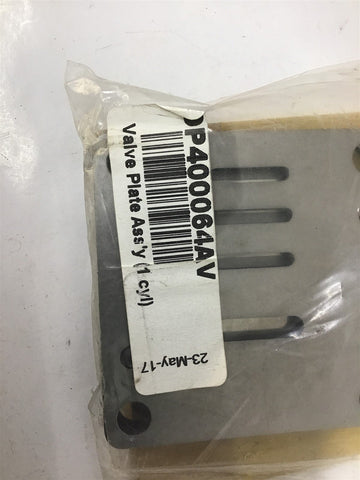 P400064AV
Valve Plate Ass'y (1 cyl)
23-May-17